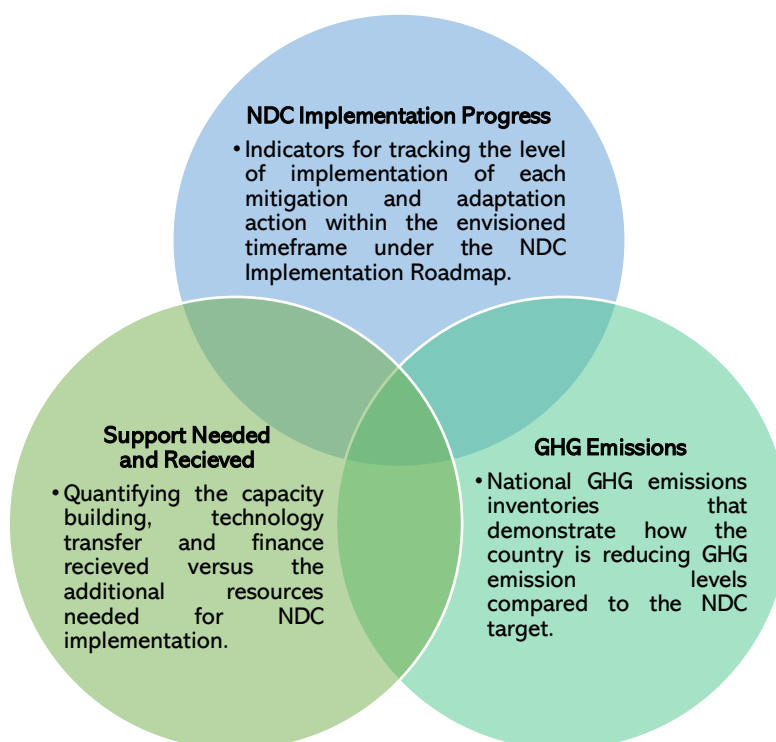 NDC Implementation Progress
• Indicators for tracking the level
of implementation of each
mitigation and adaptation
action within the envisioned
timeframe under the NDC
Implementation Roadmap.
Support Needed
and Recieved
• Quantifying the capacity
building, technology
transfer and finance
recieved versus the
additional resources
needed for NDC
implementation.
GHG Emissions
• National GHG emissions
inventories that
demonstrate how the
country is reducing GHG
emission levels
compared to the NDC
target.